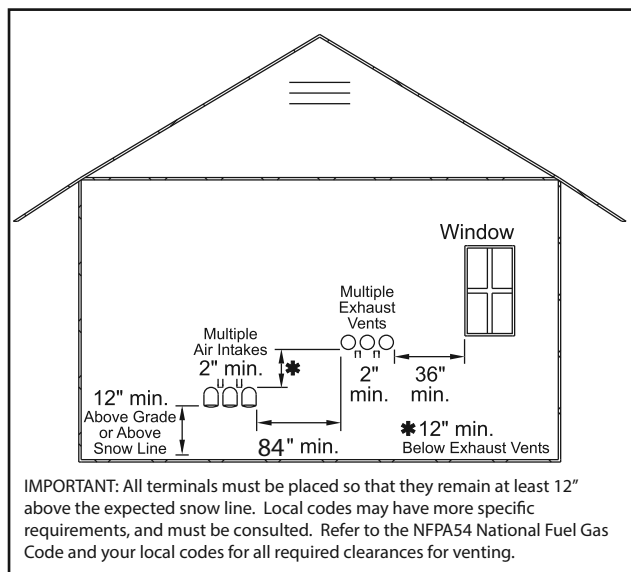 Window
Multiple
Exhaust
Vents
Multiple
Air Intakes
2" min.
✱
12" min.
Above Grade
or Above
Snow Line
84" min.
2"
min.
36"
min.
✱12" min.
Below Exhaust Vents
IMPORTANT: All terminals must be placed so that they remain at least 12"
above the expected snow line. Local codes may have more specific
requirements, and must be consulted. Refer to the NFPA54 National Fuel Gas
Code and your local codes for all required clearances for venting.